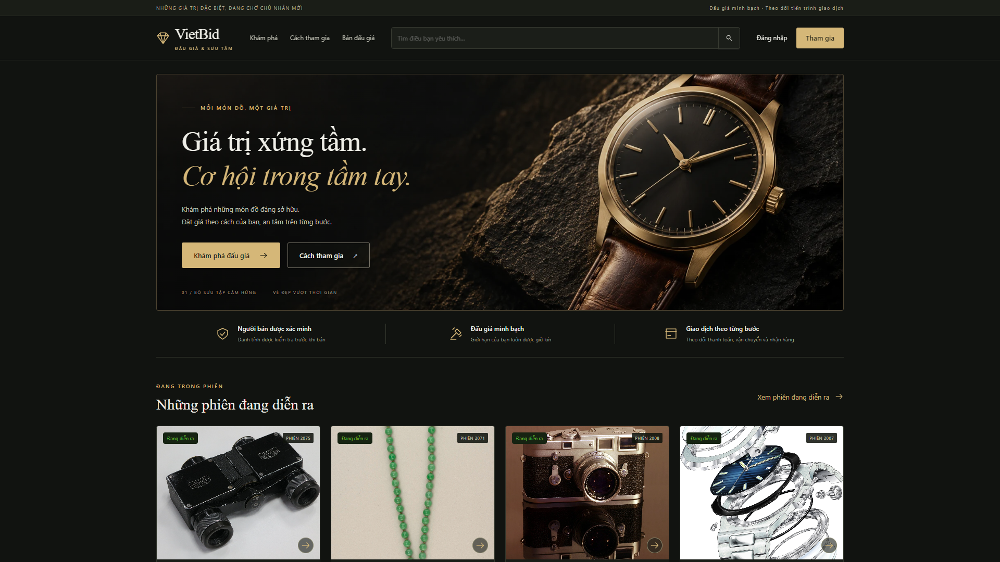 NHỮNG GIÁ TRỊ ĐẶC BIỆT, ĐANG CHỜ CHỦ NHÂN MỚI
Đấu giá minh bạch · Theo dõi tiến trình giao dịch
VietBid
ĐẤU GIÁ & SƯU TẦM
Khám phá
Cách tham gia
Bán đấu giá
Tìm điều bạn yêu thích...
Đăng nhập
Tham gia
MỖI MÓN ĐỒ, MỘT GIÁ TRỊ
Giá trị xứng tầm.
Cơ hội trong tầm tay.
Khám phá những món đồ đáng sở hữu.
Đặt giá theo cách của bạn, an tâm trên từng bước.
Khám phá đấu giá →
Cách tham gia ↗
01 / BỘ SƯU TẬP CẢM HỨNG
VẺ ĐẸP VƯỢT THỜI GIAN
Người bán được xác minh
Danh tính được kiểm tra trước khi bán
Đấu giá minh bạch
Giới hạn của bạn luôn được giữ kín
Giao dịch theo từng bước
Theo dõi thanh toán, vận chuyển và nhận hàng
ĐANG TRONG PHIÊN
Những phiên đang diễn ra
Xem phiên đang diễn ra →
Đang diễn ra
PHIÊN 2075
Đang diễn ra
PHIÊN 2071
Đang diễn ra
PHIÊN 2008
Đang diễn ra
PHIÊN 2007